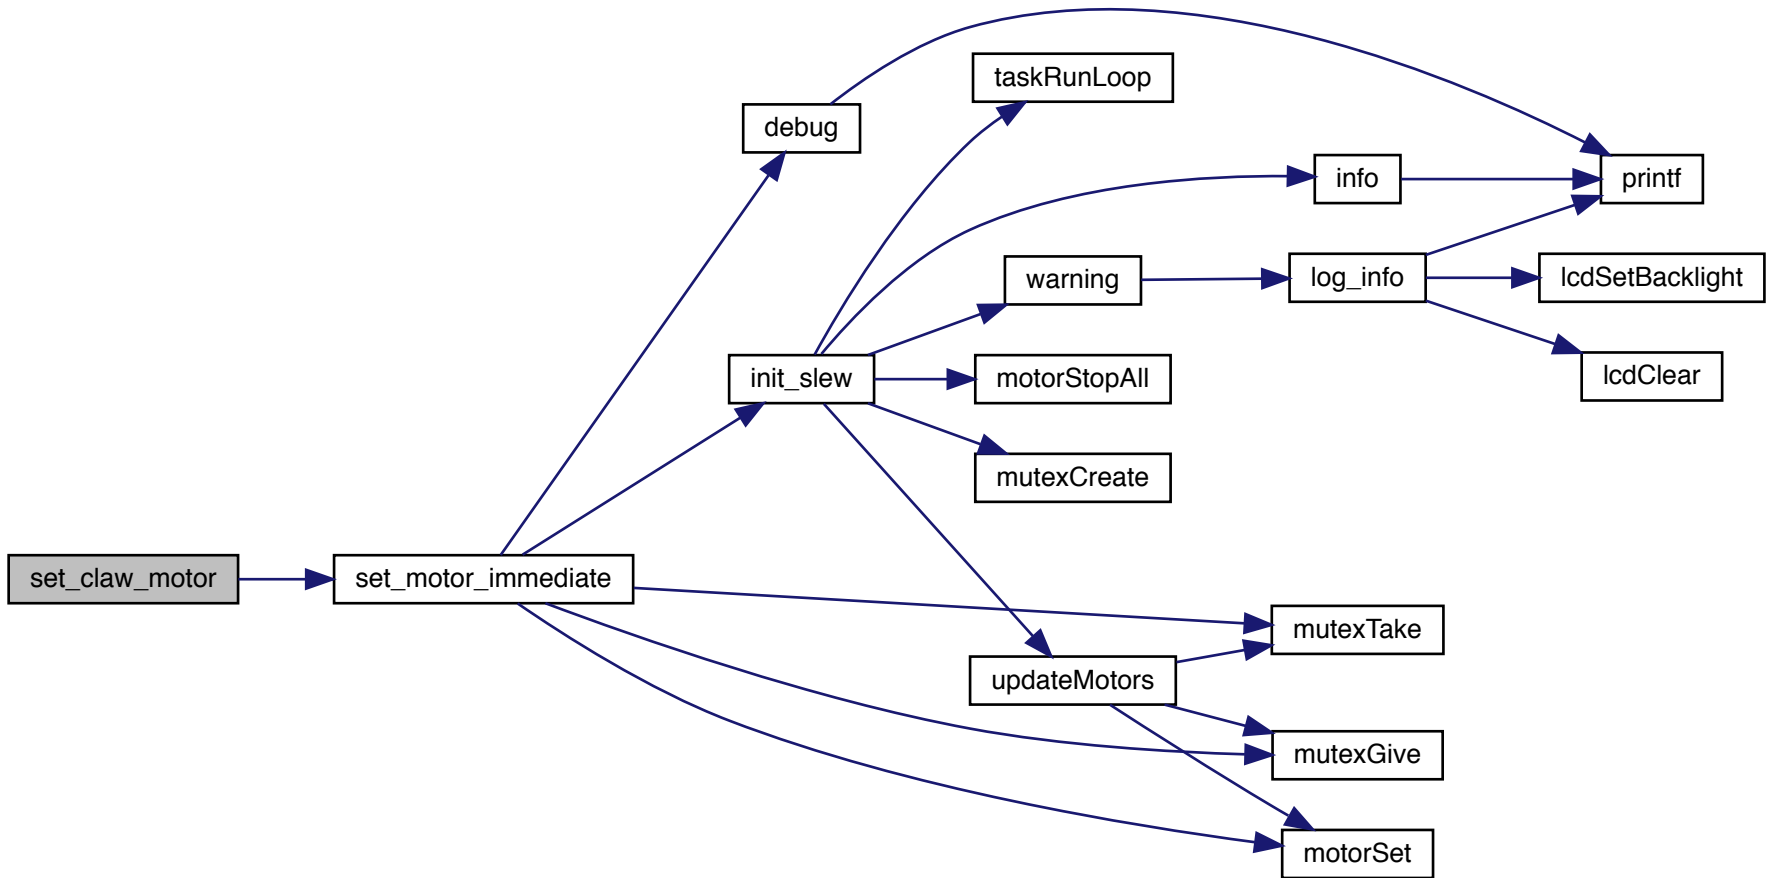 taskRunLoop
debug
info
printf
warning
log_info
lcdSetBacklight
init_slew
motorStopAll
lcdClear
mutexCreate
set_claw_motor
set_motor_immediate
mutexTake
updateMotors
mutexGive
motorSet